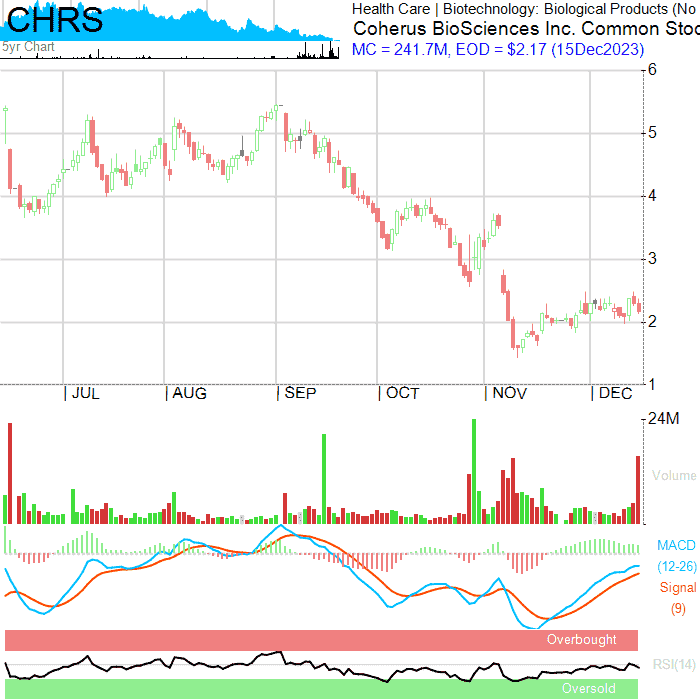 CHRS
Health Care | Biotechnology: Biological Products (No
Coherus BioSciences Inc. Common Stoc
5yr Chart
MC = 241.7M, EOD = $2.17 (15Dec2023)
6
5
4
3
2
1
| JUL | AUG | SEP | OCT | NOV | DEC
24M
Volume
MACD
(12-26)
Signal
(9)
Overbought
RSI(14)
Oversold